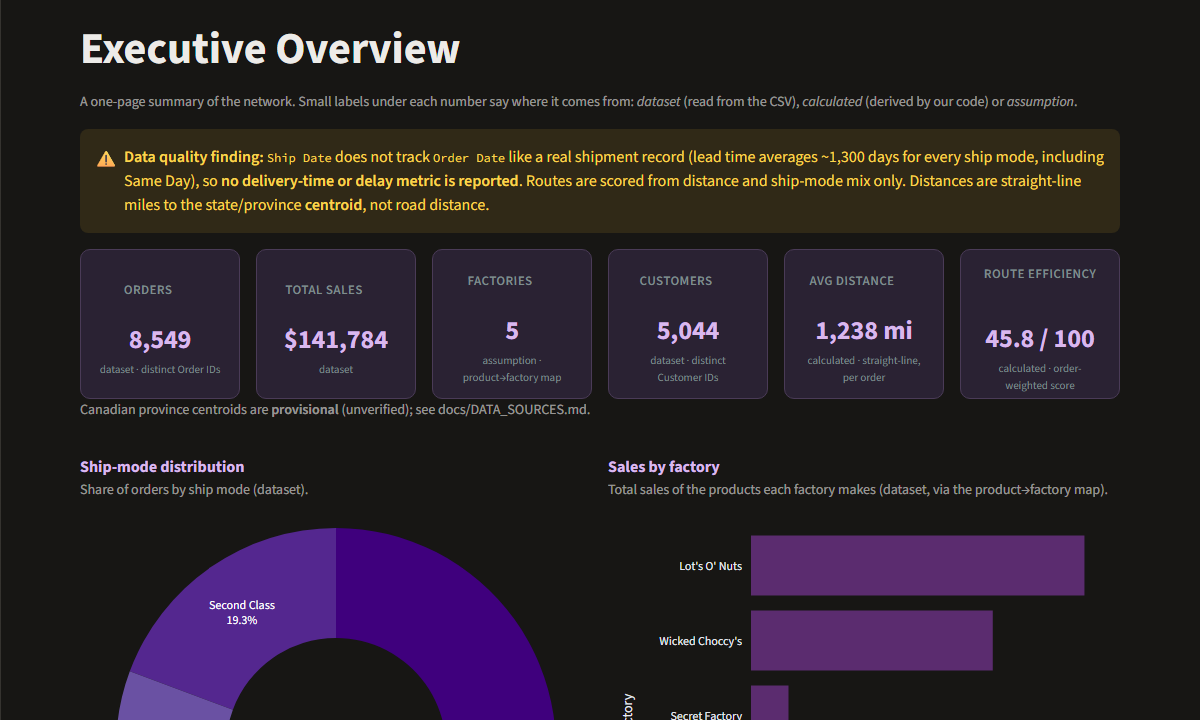 Executive Overview
A one-page summary of the network. Small labels under each number say where it comes from: dataset (read from the CSV), calculated (derived by our code) or assumption.
Data quality finding: Ship Date does not track Order Date like a real shipment record (lead time averages ~1,300 days for every ship mode, including
Same Day), so no delivery-time or delay metric is reported. Routes are scored from distance and ship-mode mix only. Distances are straight-line
miles to the state/province centroid, not road distance.
ORDERS
8,549
dataset · distinct Order IDs
TOTAL SALES
$141,784
dataset
FACTORIES
5
assumption ·
product→factory map
CUSTOMERS
5,044
dataset · distinct
Customer IDs
AVG DISTANCE
1,238 mi
calculated · straight-line,
per order
ROUTE EFFICIENCY
45.8 / 100
calculated · order-
weighted score
Canadian province centroids are provisional (unverified); see docs/DATA_SOURCES.md.
Ship-mode distribution
Share of orders by ship mode (dataset).
Second Class
19.3%
Sales by factory
Total sales of the products each factory makes (dataset, via the product→factory map).
Lot's O' Nuts
Wicked Choccy's
Secret Factory